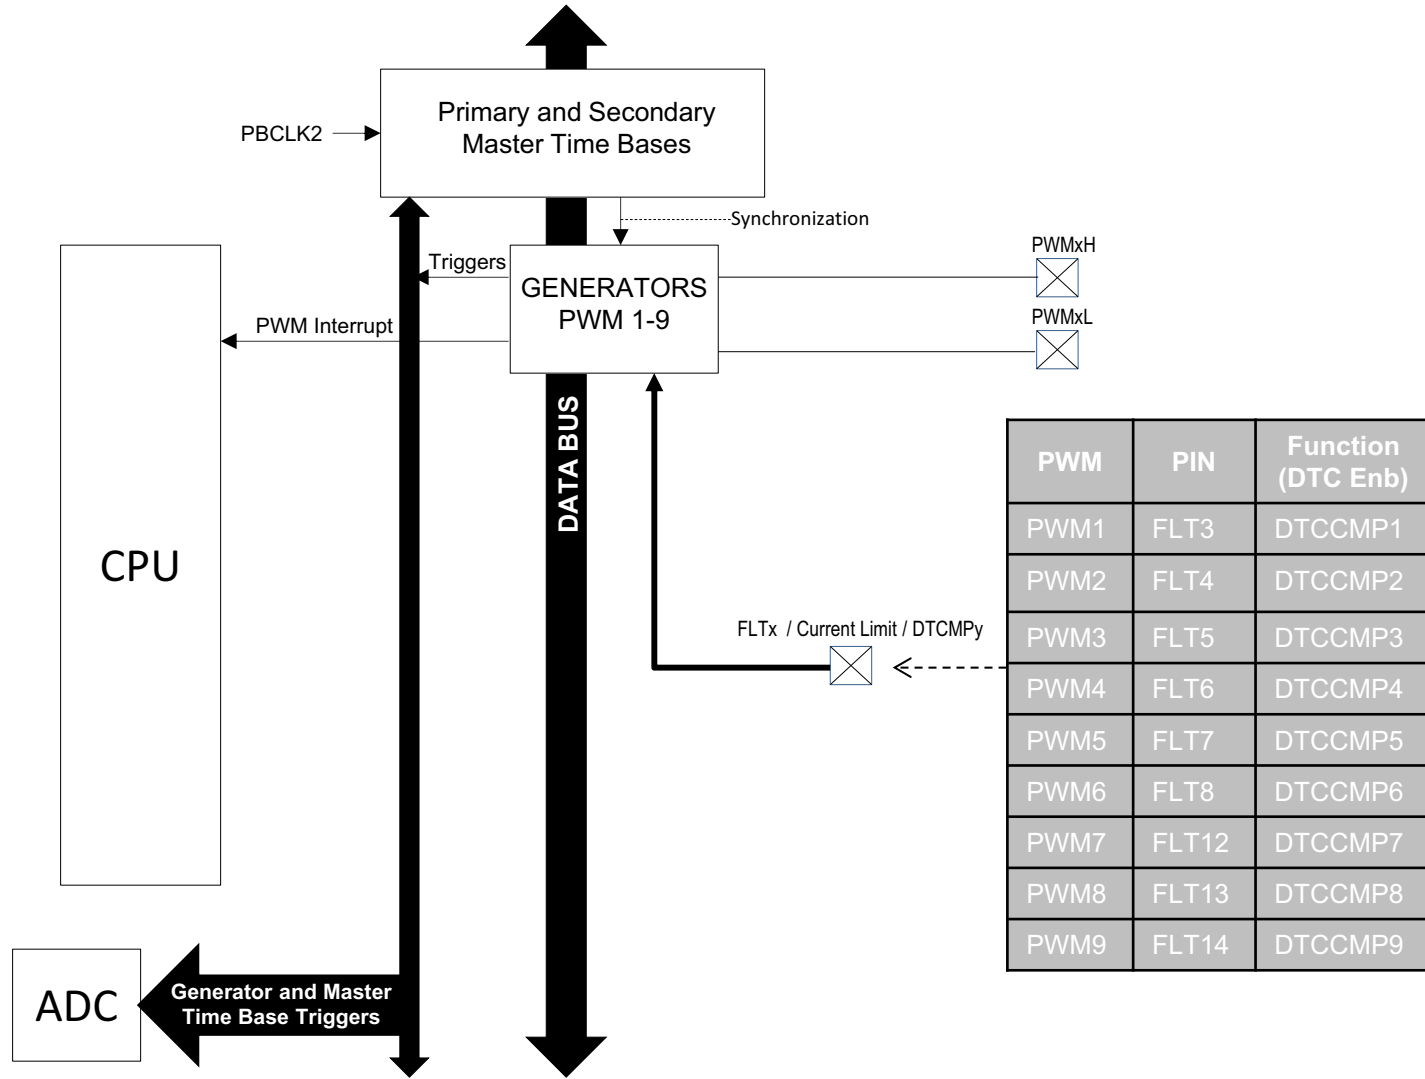 Primary and Secondary
Master Time Bases
PBCLK2
Synchronization
Triggers
GENERATORS
PWM 1-9
PWMxH
PWM Interrupt
PWMxL
DATA BUS
CPU
FLTx / Current Limit / DTCMPy
PWM PIN Function
(DTC Enb)
PWM1 FLT3 DTCCMP1
PWM2 FLT4 DTCCMP2
PWM3 FLT5 DTCCMP3
PWM4 FLT6 DTCCMP4
PWM5 FLT7 DTCCMP5
PWM6 FLT8 DTCCMP6
PWM7 FLT12 DTCCMP7
PWM8 FLT13 DTCCMP8
PWM9 FLT14 DTCCMP9
ADC
Generator and Master
Time Base Triggers